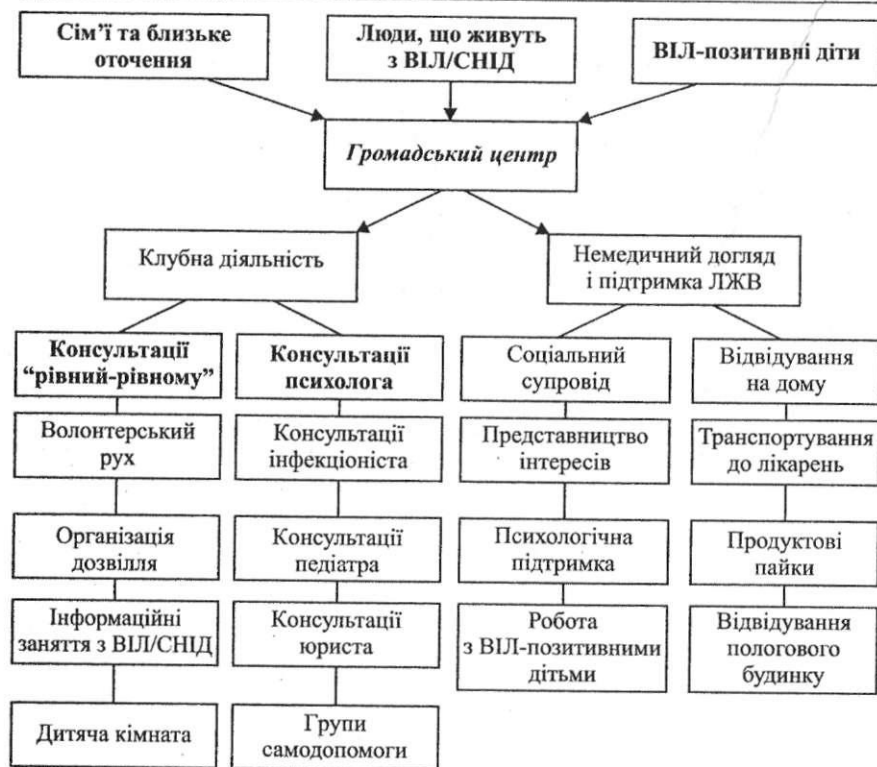 Сім’ї та близьке
оточення
Люди, що живуть
з ВІЛ/СНІД
ВІЛ-позитивні діти
Громадський центр
Клубна діяльність
Немедичний догляд
і підтримка ЛЖВ
Консультації
“рівний-рівному”
Волонтерський
рух
Організація
дозвілля
Інформаційні
заняття з ВІЛ/СНІД
Дитяча кімната
Консультації
психолога
Консультації
інфекціоніста
Консультації
педіатра
Консультації
юриста
Групи
самодопомоги
Соціальний
супровід
Представництво
інтересів
Психологічна
підтримка
Робота
з ВІЛ-позитивними
дітьми
Відвідування
на дому
Транспортування
до лікарень
Продуктові
пайки
Відвідування
пологового
будинку